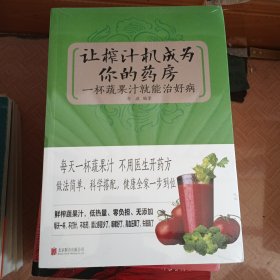 让榨汁机成为
你的药房
一杯蔬果汁就能治好病
编著
每天一杯蔬果汁 不用医生开药方
做法简单、科学搭配，健康全家一步到位
鲜榨蔬果汁，低热量、零负担、无添加